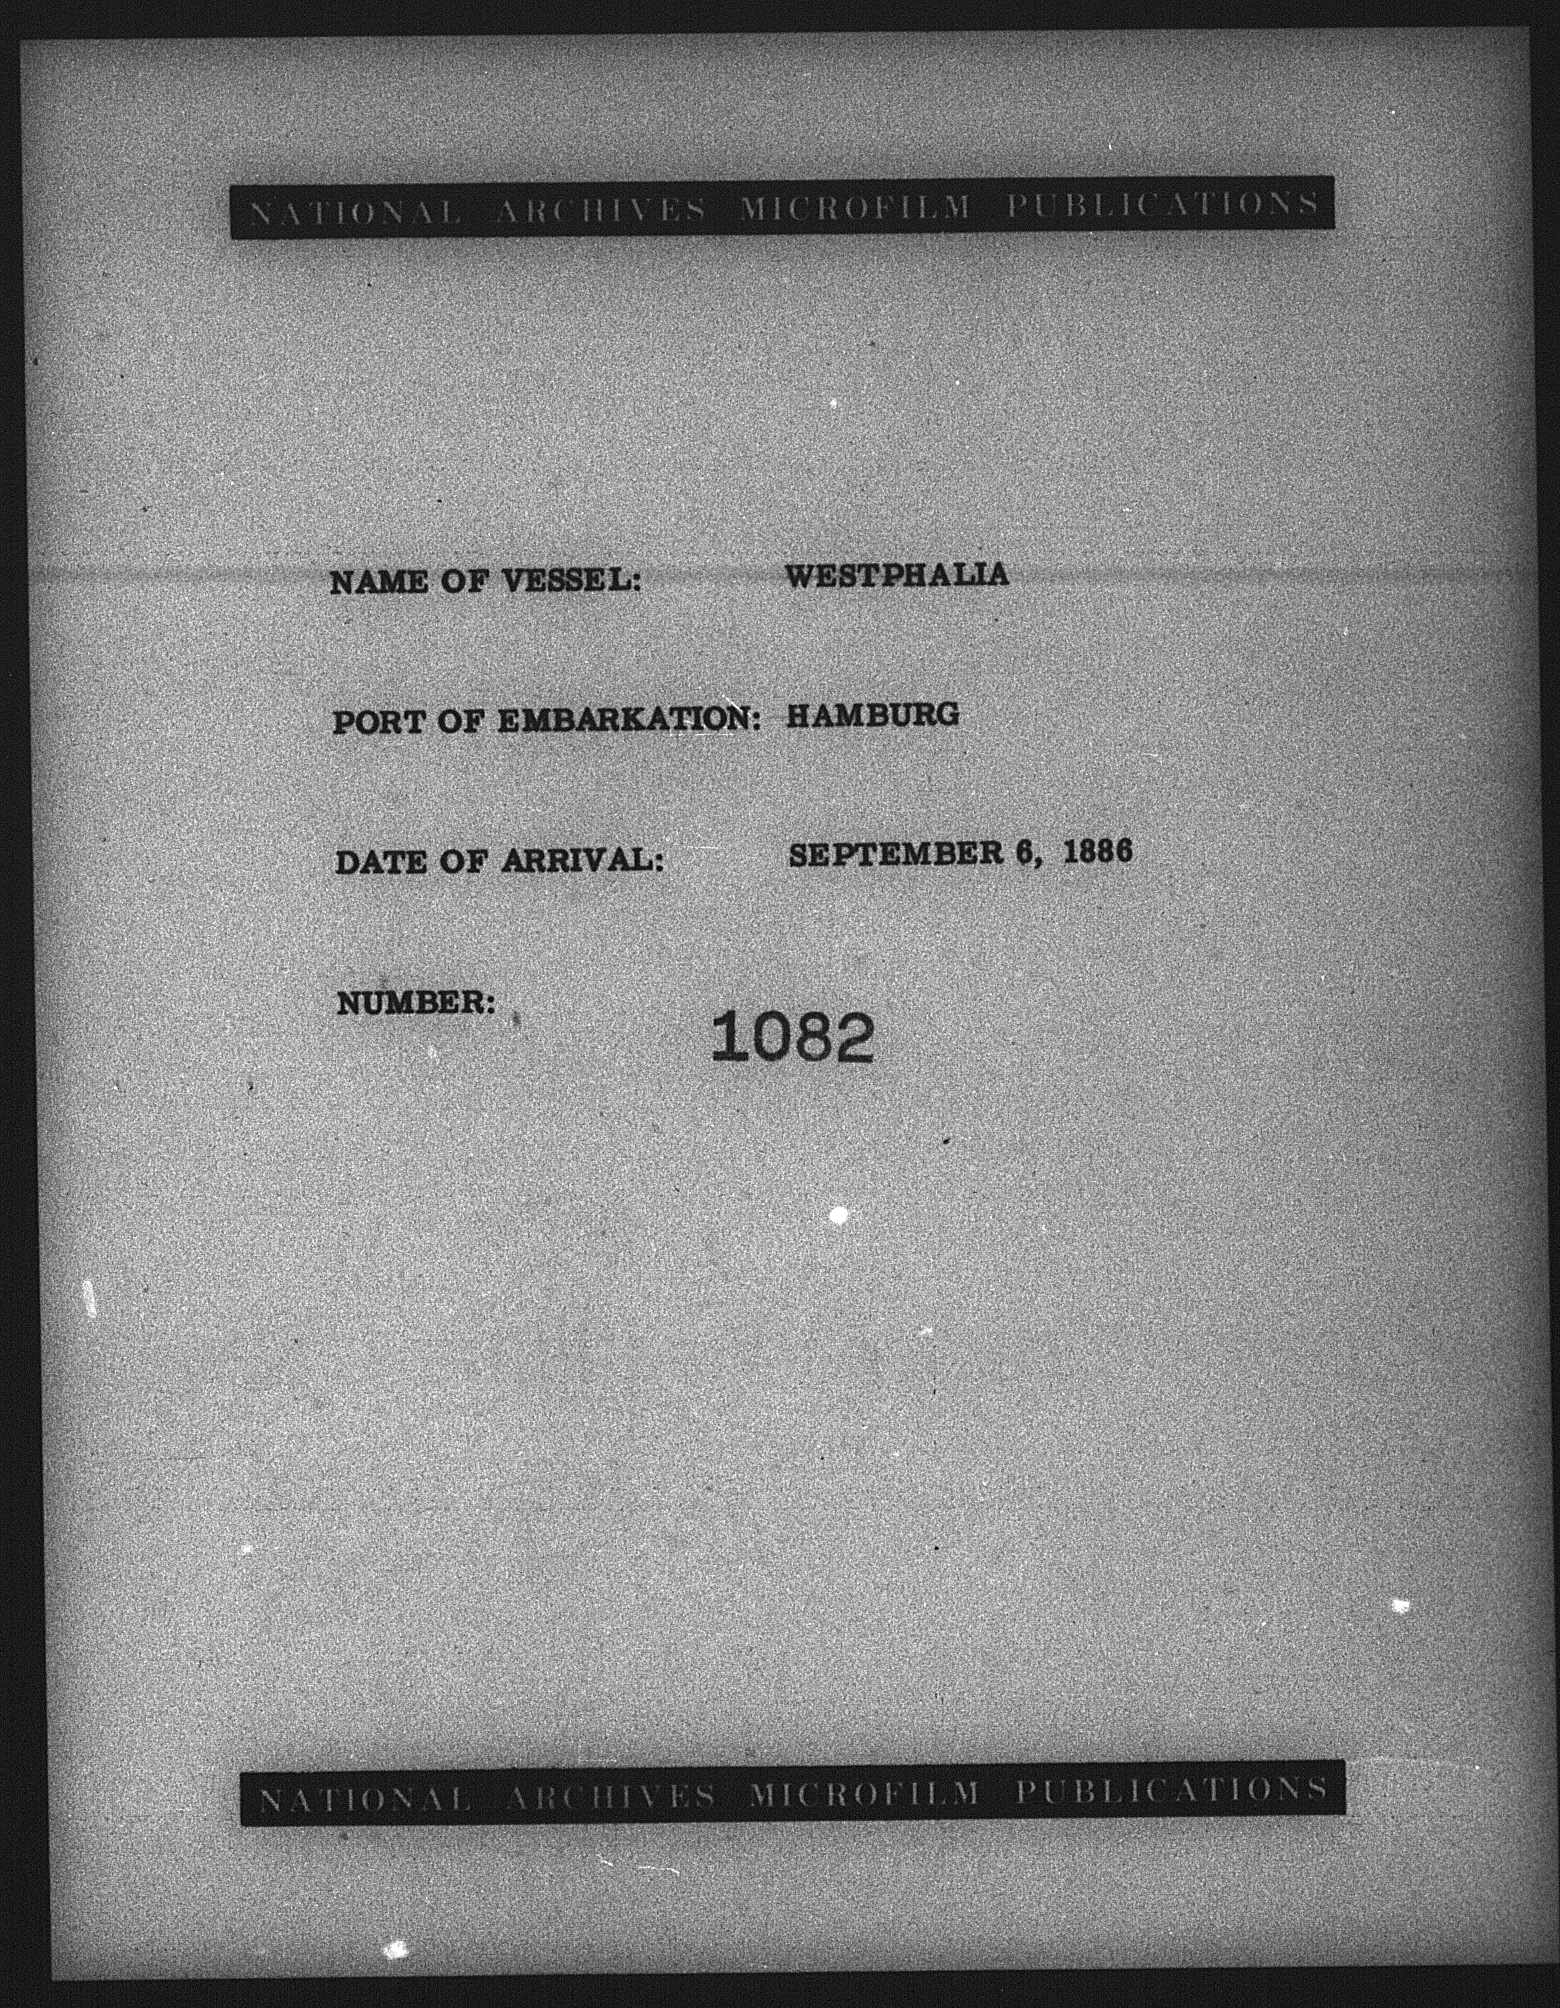 NATIONAL ARCHIVES MICROFILM PUBLICATIONS
NAME OF VESSEL: WESTPHALIA
PORT OF EMBARKATION: HAMBURG
DATE OF ARRIVAL: SEPTEMBER 6, 1886
NUMBER: 1082
NATIONAL ARCHIVES MICROFILM PUBLICATIONS